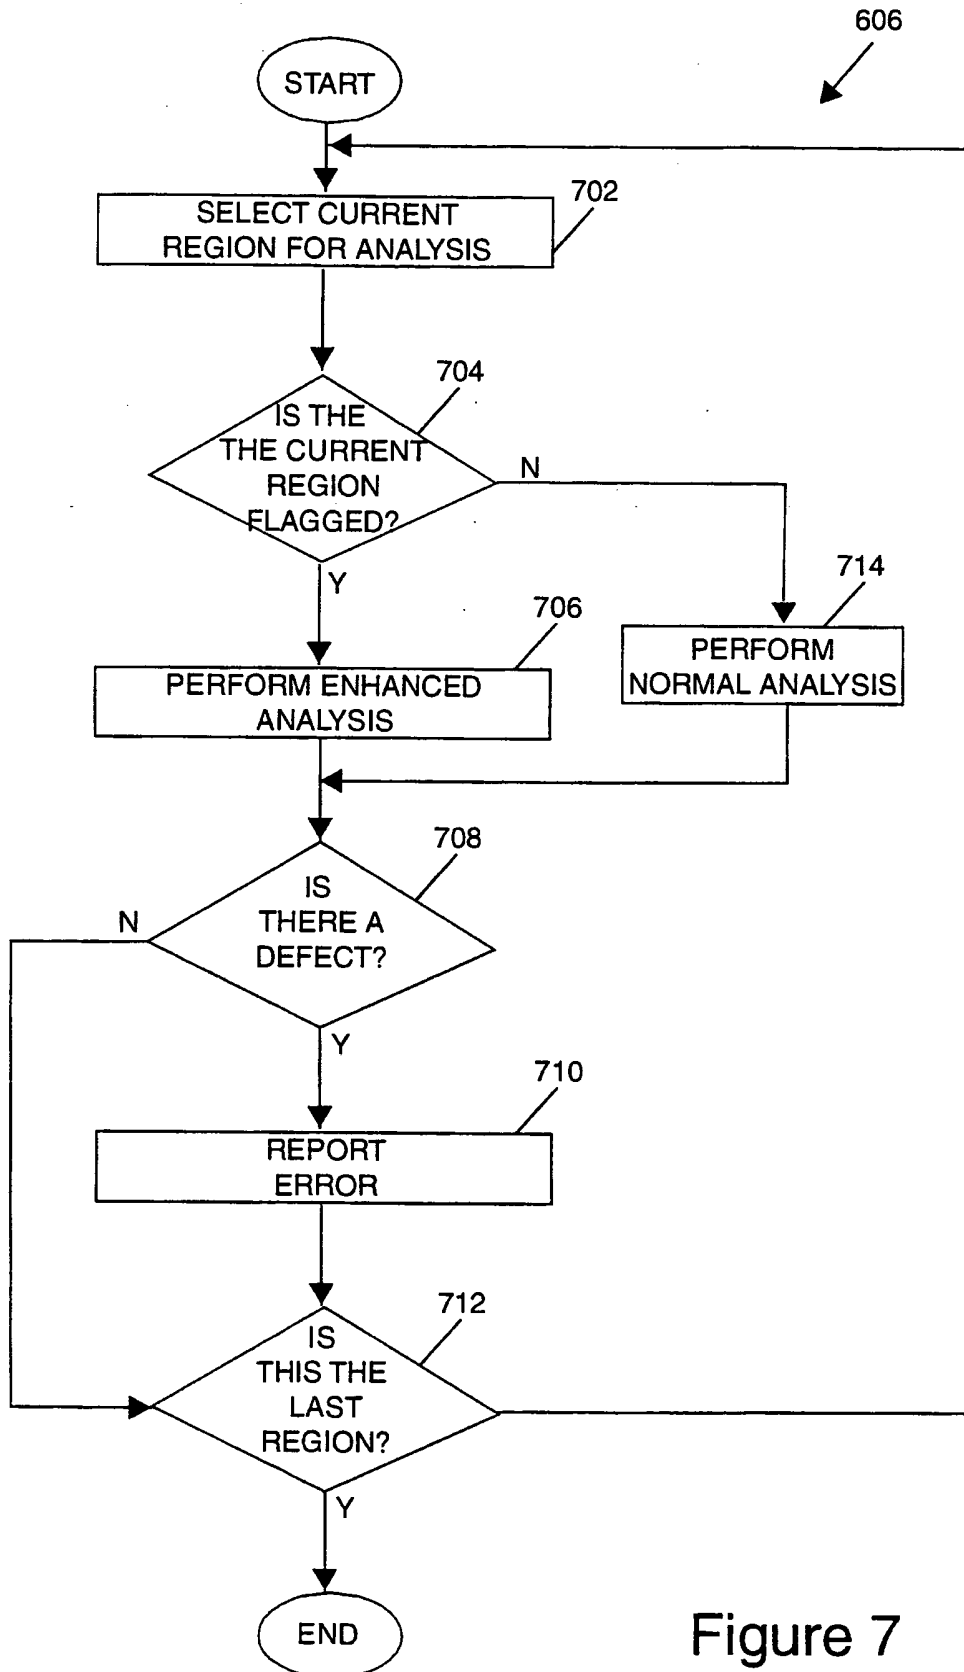 606
START
702
SELECT CURRENT
REGION FOR ANALYSIS
704
IS THE
THE CURRENT
REGION
FLAGGED?
N
Y
714
PERFORM
NORMAL ANALYSIS
706
PERFORM ENHANCED
ANALYSIS
708
IS
THERE A
DEFECT?
N
Y
710
REPORT
ERROR
712
IS
THIS THE
LAST
REGION?
Y
END
Figure 7